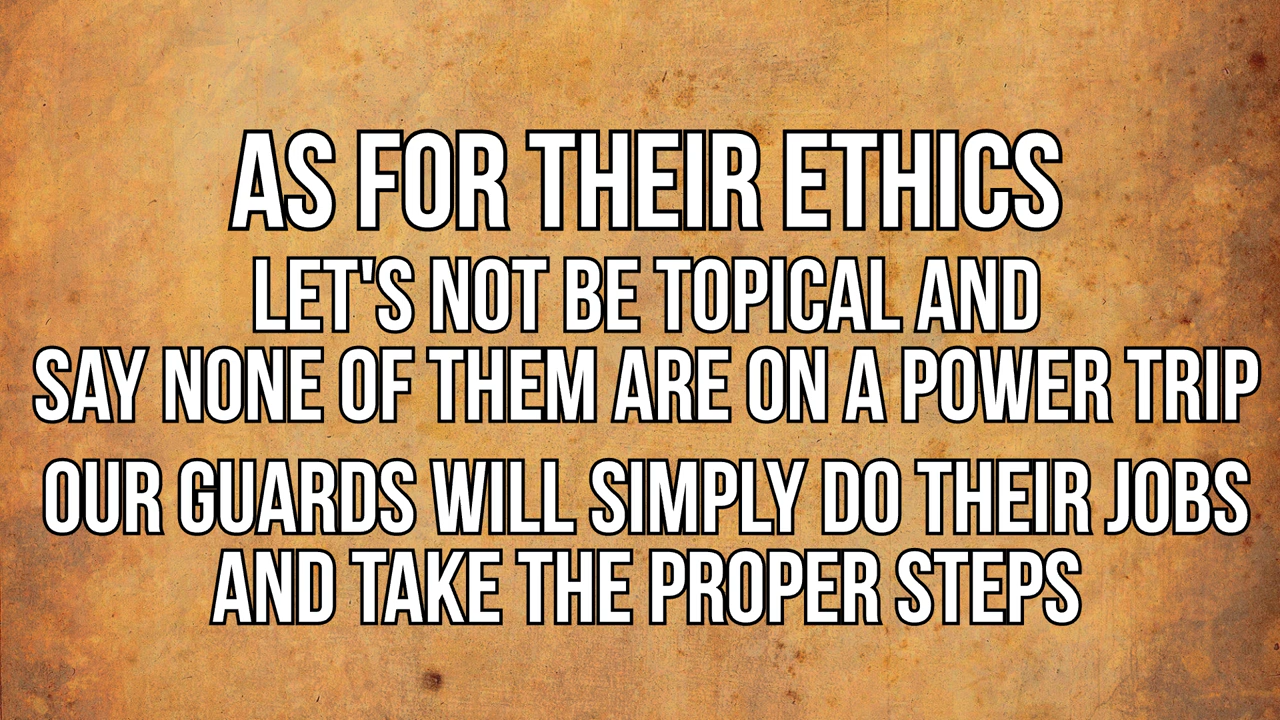 AS FOR THEIR ETHICS
LET'S NOT BE TOPICAL AND
SAY NONE OF THEM ARE ON A POWER TRIP
OUR GUARDS WILL SIMPLY DO THEIR JOBS
AND TAKE THE PROPER STEPS